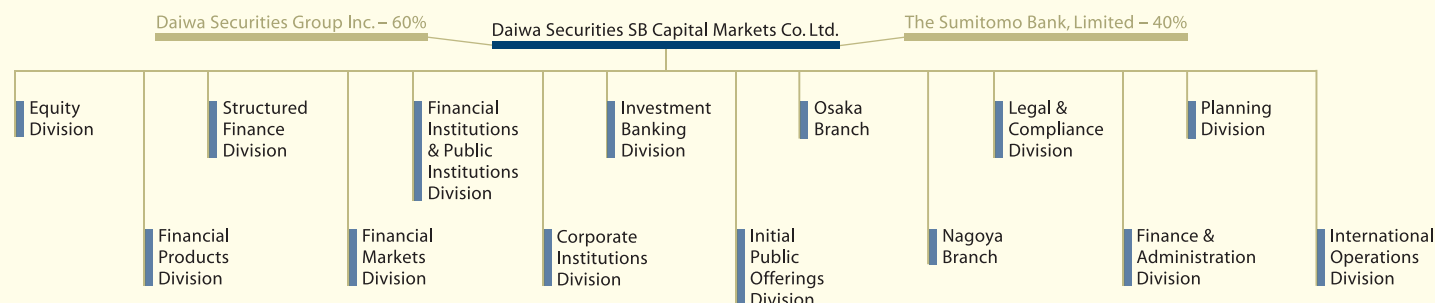 Daiwa Securities Group Inc. – 60%
Daiwa Securities SB Capital Markets Co. Ltd.
The Sumitomo Bank, Limited – 40%
Equity
Division
Structured
Finance
Division
Financial
Institutions
& Public
Institutions
Division
Investment
Banking
Division
Osaka
Branch
Legal &
Compliance
Division
Planning
Division
Financial
Products
Division
Financial
Markets
Division
Corporate
Institutions
Division
Initial
Public
Offerings
Division
Nagoya
Branch
Finance &
Administration
Division
International
Operations
Division